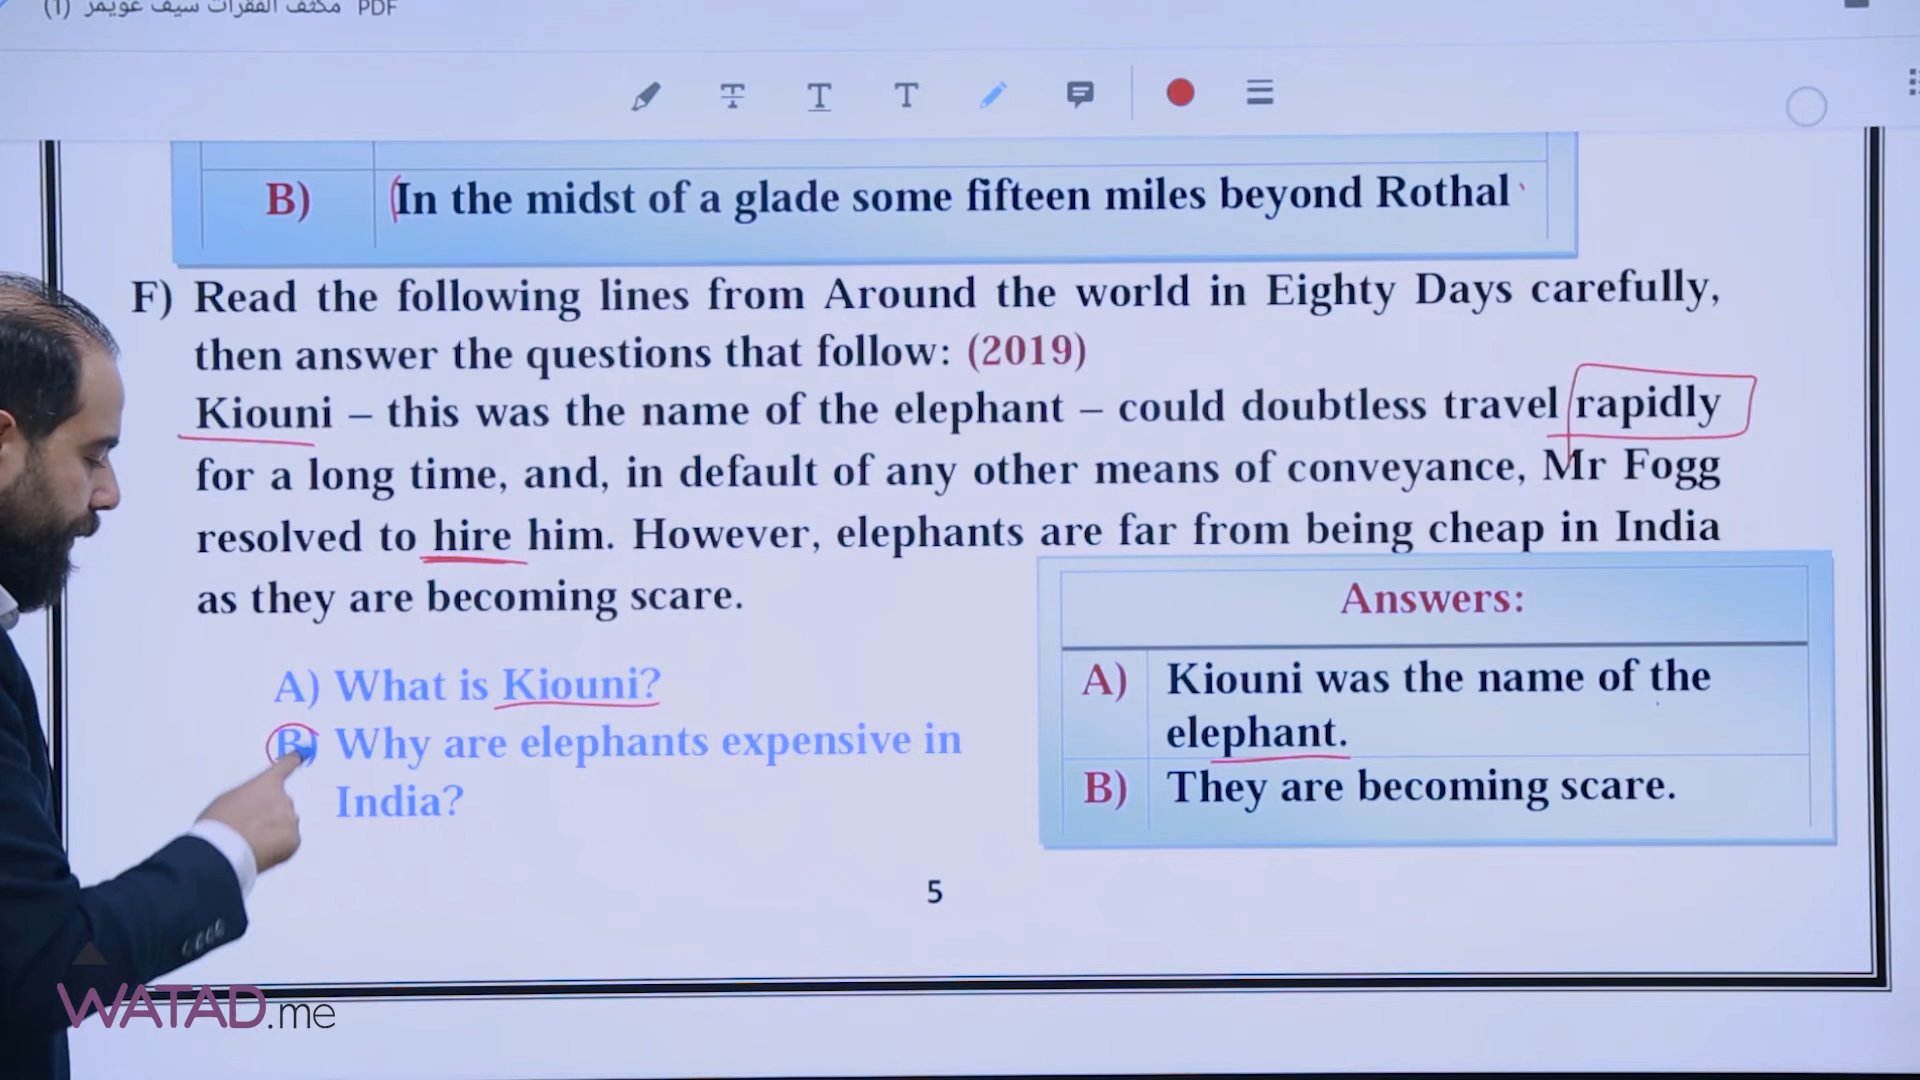 (1) مكثف الفقرات سيف عويمر PDF
B) In the midst of a glade some fifteen miles beyond Rothal
F) Read the following lines from Around the world in Eighty Days carefully,
then answer the questions that follow: (2019)
Kiouni – this was the name of the elephant – could doubtless travel rapidly
for a long time, and, in default of any other means of conveyance, Mr Fogg
resolved to hire him. However, elephants are far from being cheap in India
as they are becoming scare.
A) What is Kiouni?
B) Why are elephants expensive in
India?
Answers:
A) Kiouni was the name of the
elephant.
B) They are becoming scare.
5
WATAD.me